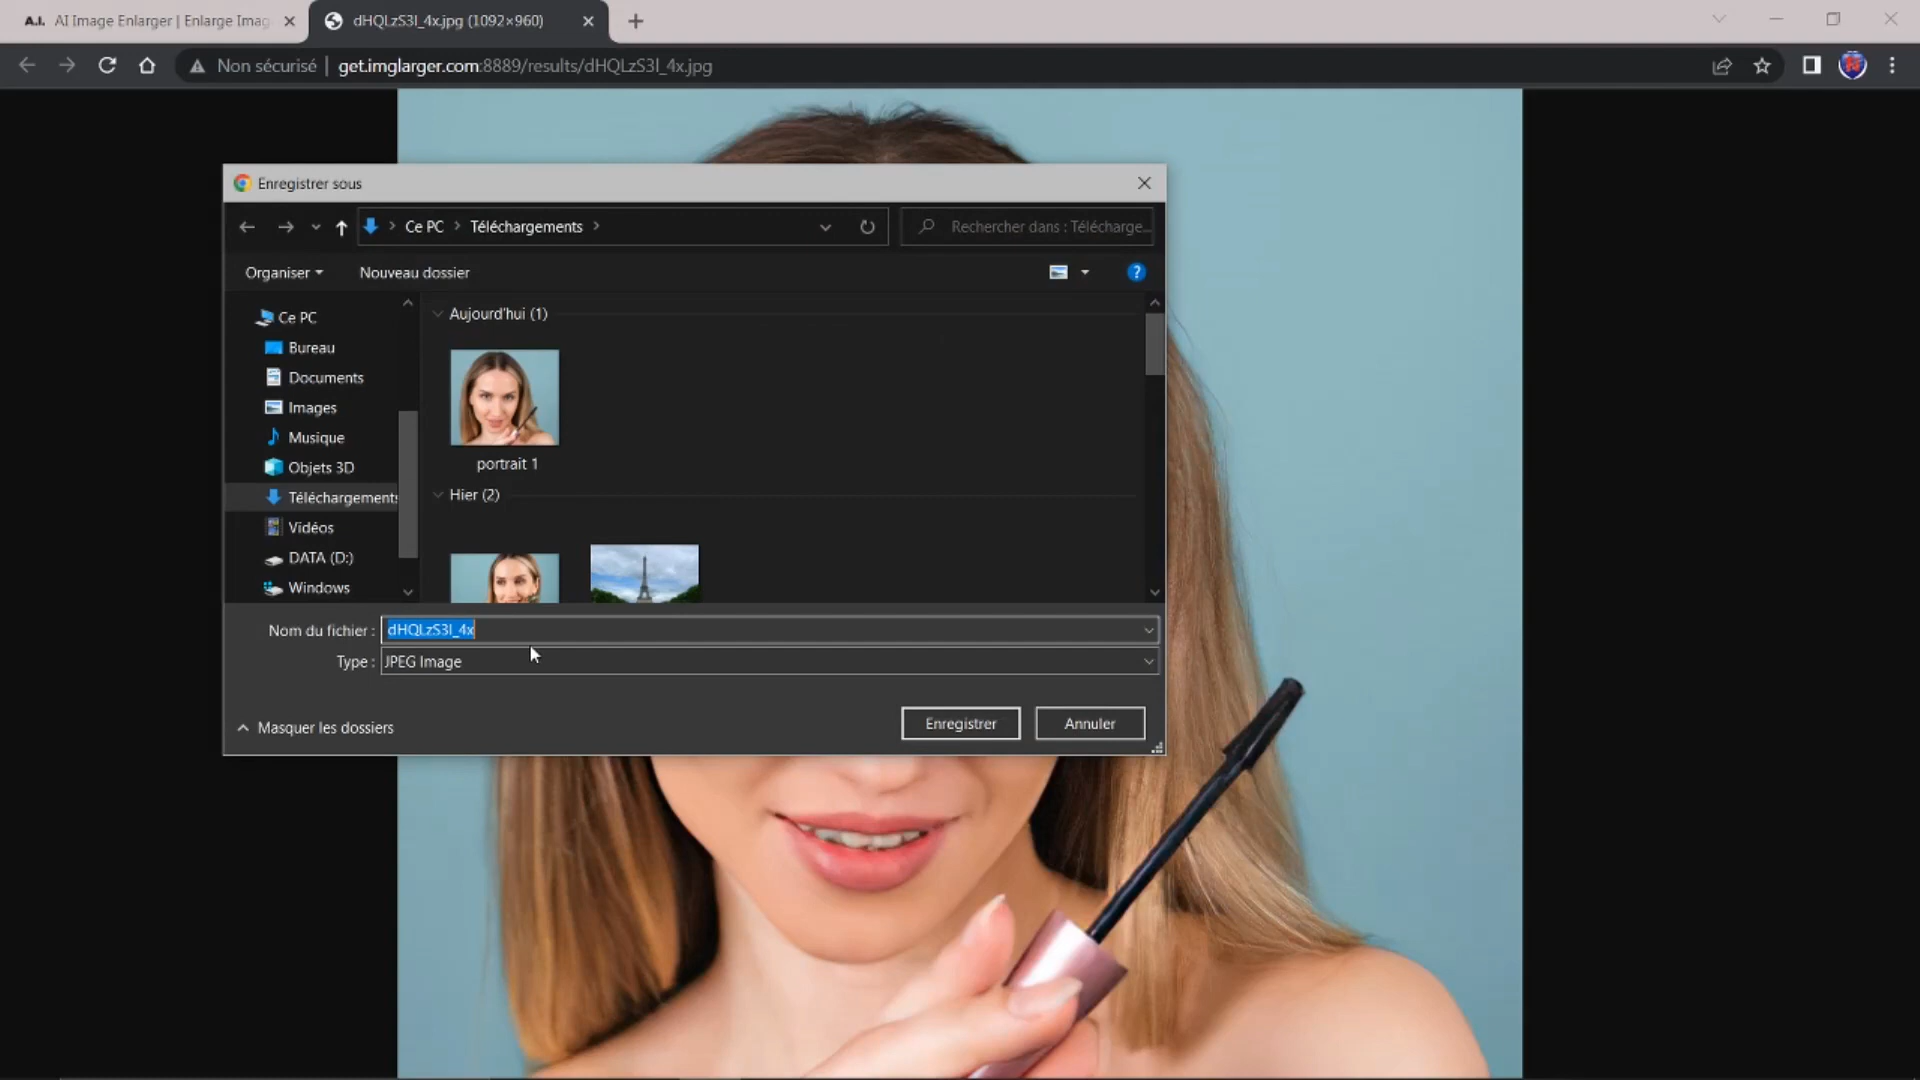 A.I. AI Image Enlarger | Enlarge Imag
dHQLzS3I_4x.jpg (1092×960)
Non sécurisé | get.imglarger.com:8889/results/dHQLzS3I_4x.jpg
Enregistrer sous
Ce PC > Téléchargements >
Rechercher dans : Télécharge...
Organiser
Nouveau dossier
?
Ce PC
Bureau
Documents
Images
Musique
Objets 3D
Téléchargements
Vidéos
DATA (D:)
Windows
Aujourd'hui (1)
portrait 1
Hier (2)
Nom du fichier : dHQLzS3I_4x
Type : JPEG Image
Masquer les dossiers
Enregistrer
Annuler